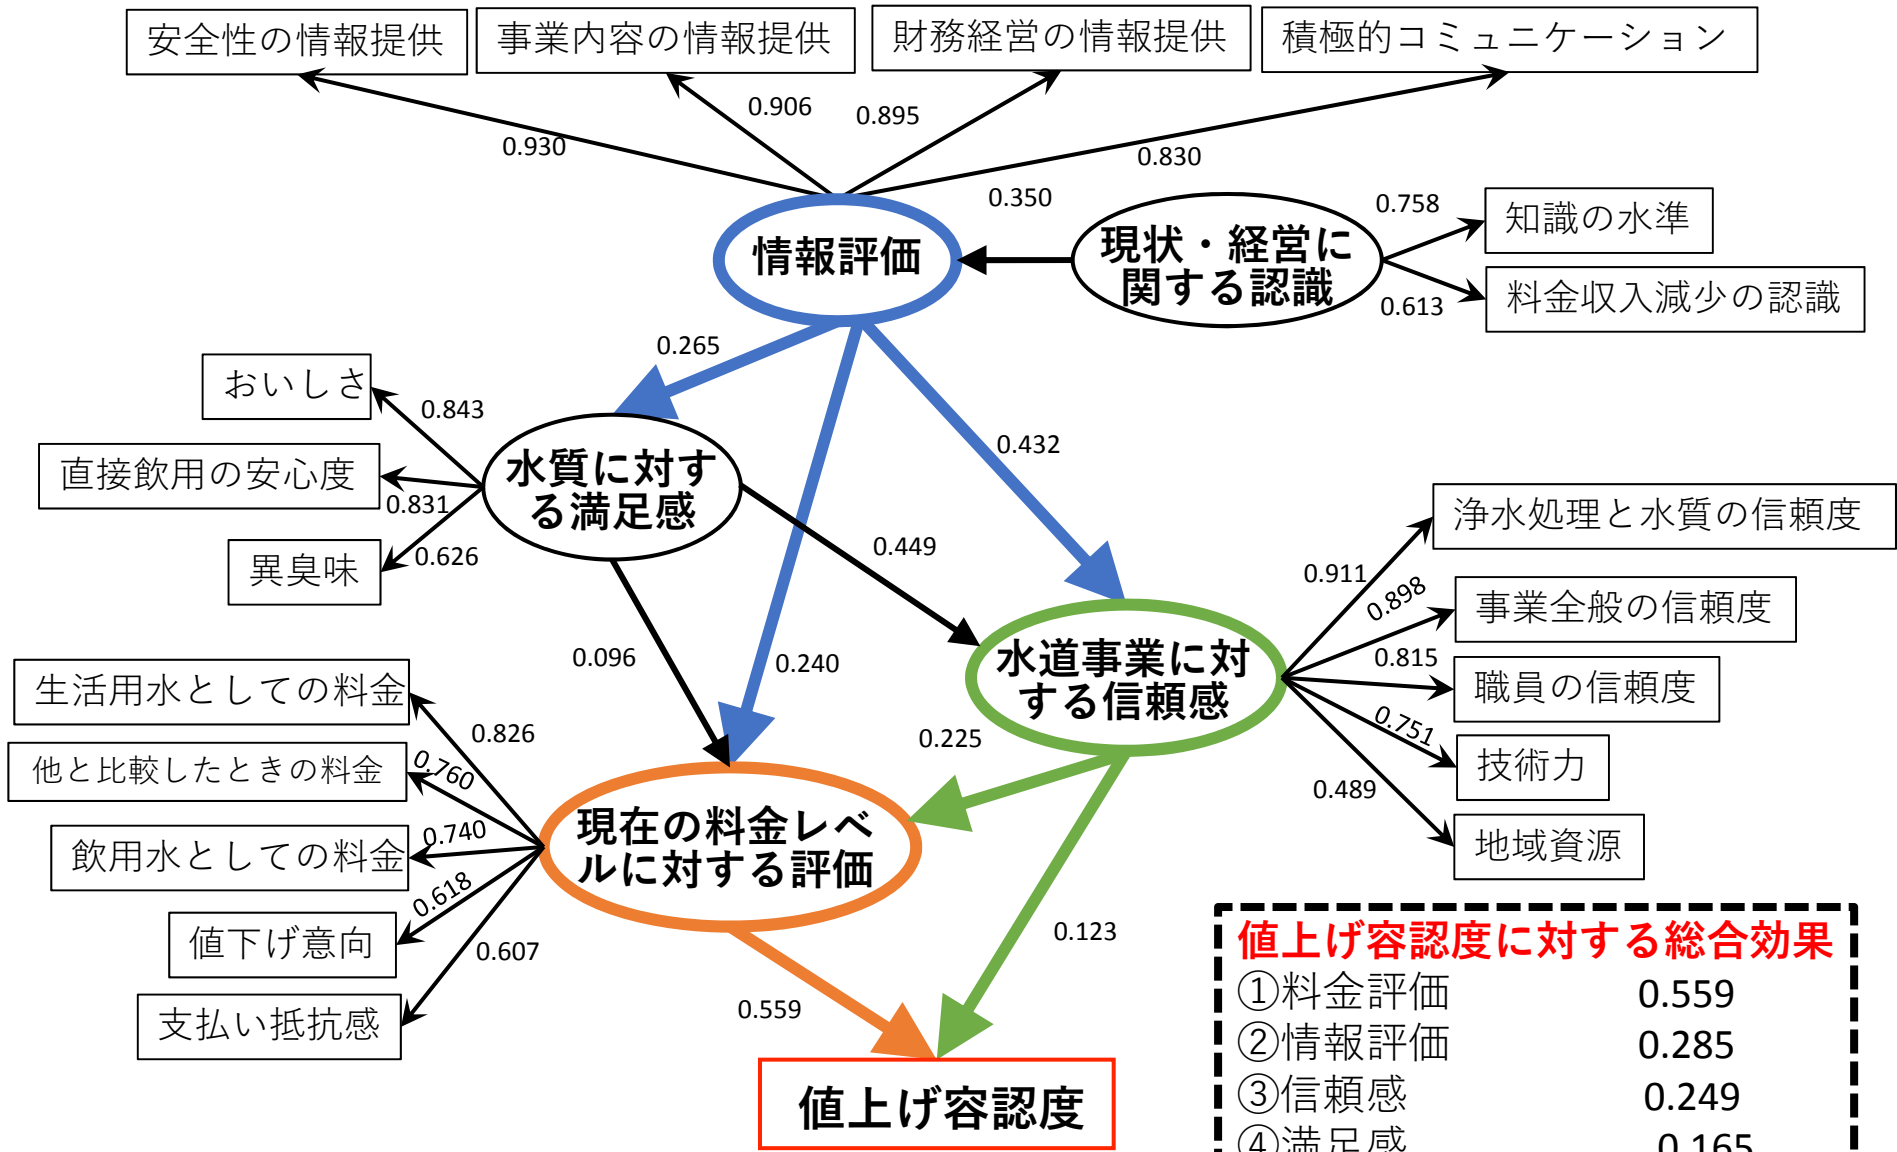 安全性の情報提供
事業内容の情報提供
財務経営の情報提供
積極的コミュニケーション
0.930
0.906
0.895
0.830
情報評価
0.350
現状・経営に
関する認識
0.758
知識の水準
0.613
料金収入減少の認識
0.265
0.432
0.240
おいしさ
0.843
直接飲用の安心度
0.831
異臭味
0.626
水質に対す
る満足感
0.449
0.096
水道事業に対
する信頼感
0.911
浄水処理と水質の信頼度
0.898
事業全般の信頼度
0.815
職員の信頼度
0.751
技術力
0.489
地域資源
0.225
0.123
生活用水としての料金
0.826
他と比較したときの料金
0.760
飲用水としての料金
0.740
値下げ意向
0.618
支払い抵抗感
0.607
現在の料金レベ
ルに対する評価
0.559
値上げ容認度
値上げ容認度に対する総合効果
①料金評価 0.559
②情報評価 0.285
③信頼感 0.249
④満足感 0.165